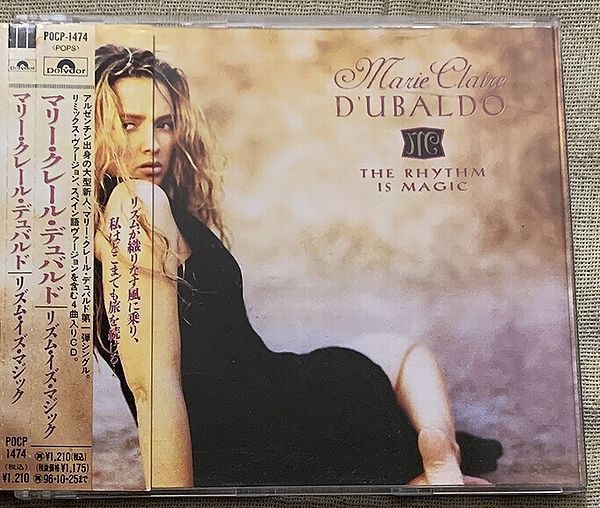 POCP-1474
〈POPS〉
Polydor
Polydor
マリー・クレール・デュバルド|リズム・イズ・マジック
マリー・クレール・デュバルド|リズム・イズ・マジック
アルゼンチン出身の大型新人、マリー・クレール・デュバルド第一弾シングル。
リミックス・ヴァージョン、スペイン語ヴァージョンを含む4曲入りCD。
リズムが織りなす風に乗り、
私はどこまでも旅を続ける…
POCP
1474
(税込)
¥1,210
¥1,210(税込)
(税抜価格¥1,175)
96・10・25まで
Marie Claire
D'UBALDO
MC
THE RHYTHM
IS MAGIC